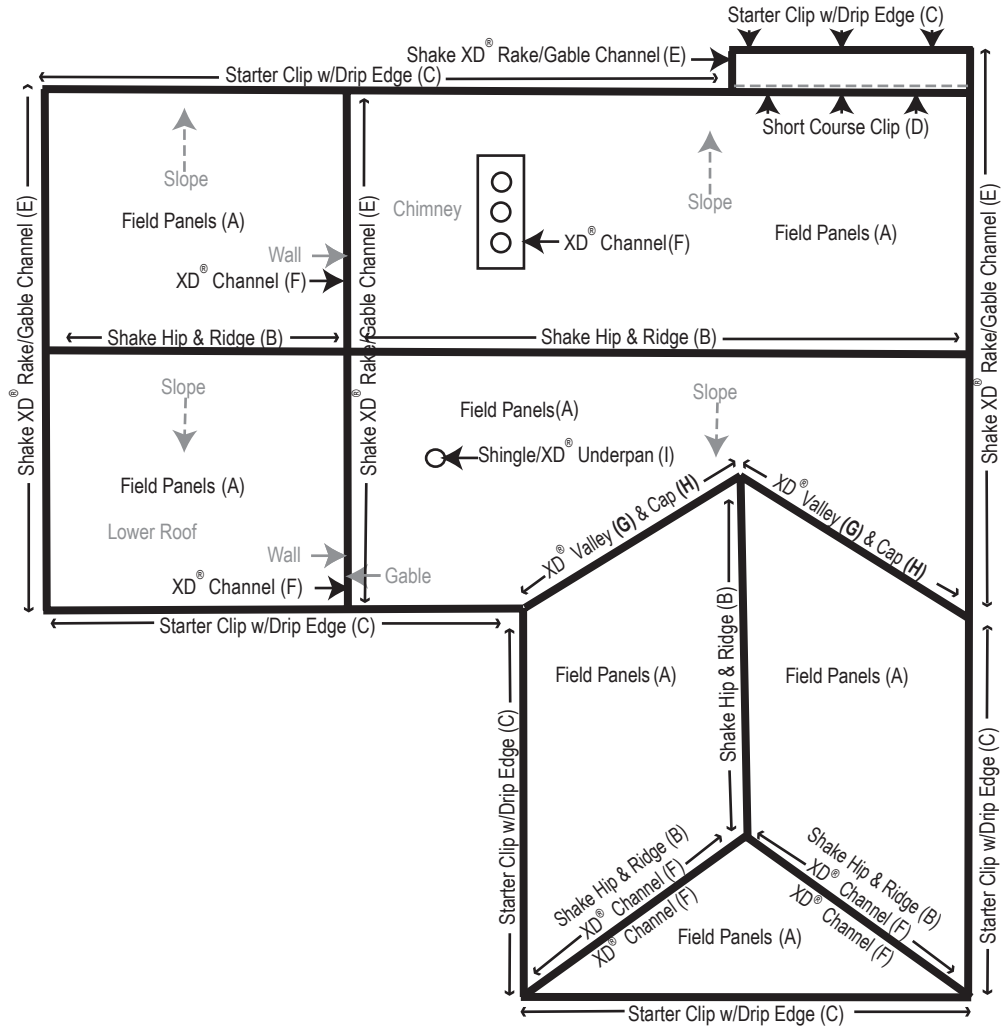 Starter Clip w/Drip Edge (C)
Shake XD® Rake/Gable Channel (E)
Starter Clip w/Drip Edge (C)
Short Course Clip (D)
Slope
Slope
Chimney
Field Panels (A)
Field Panels (A)
Wall
XD® Channel (F)
XD® Channel (F)
Shake XD® Rake/Gable Channel (E)
Shake XD® Rake/Gable Channel (E)
Shake XD® Rake/Gable Channel (E)
Shake Hip & Ridge (B)
Shake Hip & Ridge (B)
Slope
Slope
Field Panels (A)
Shingle/XD® Underpan (I)
Field Panels (A)
Lower Roof
Wall
Gable
XD® Channel (F)
XD® Valley (G) & Cap (H)
XD® Valley (G) & Cap (H)
Starter Clip w/Drip Edge (C)
Shake Hip & Ridge (B)
Field Panels (A)
Field Panels (A)
Starter Clip w/Drip Edge (C)
Starter Clip w/Drip Edge (C)
Shake Hip & Ridge (B)
XD® Channel (F)
XD® Channel (F)
Shake Hip & Ridge (B)
XD® Channel (F)
XD® Channel (F)
Field Panels (A)
Starter Clip w/Drip Edge (C)